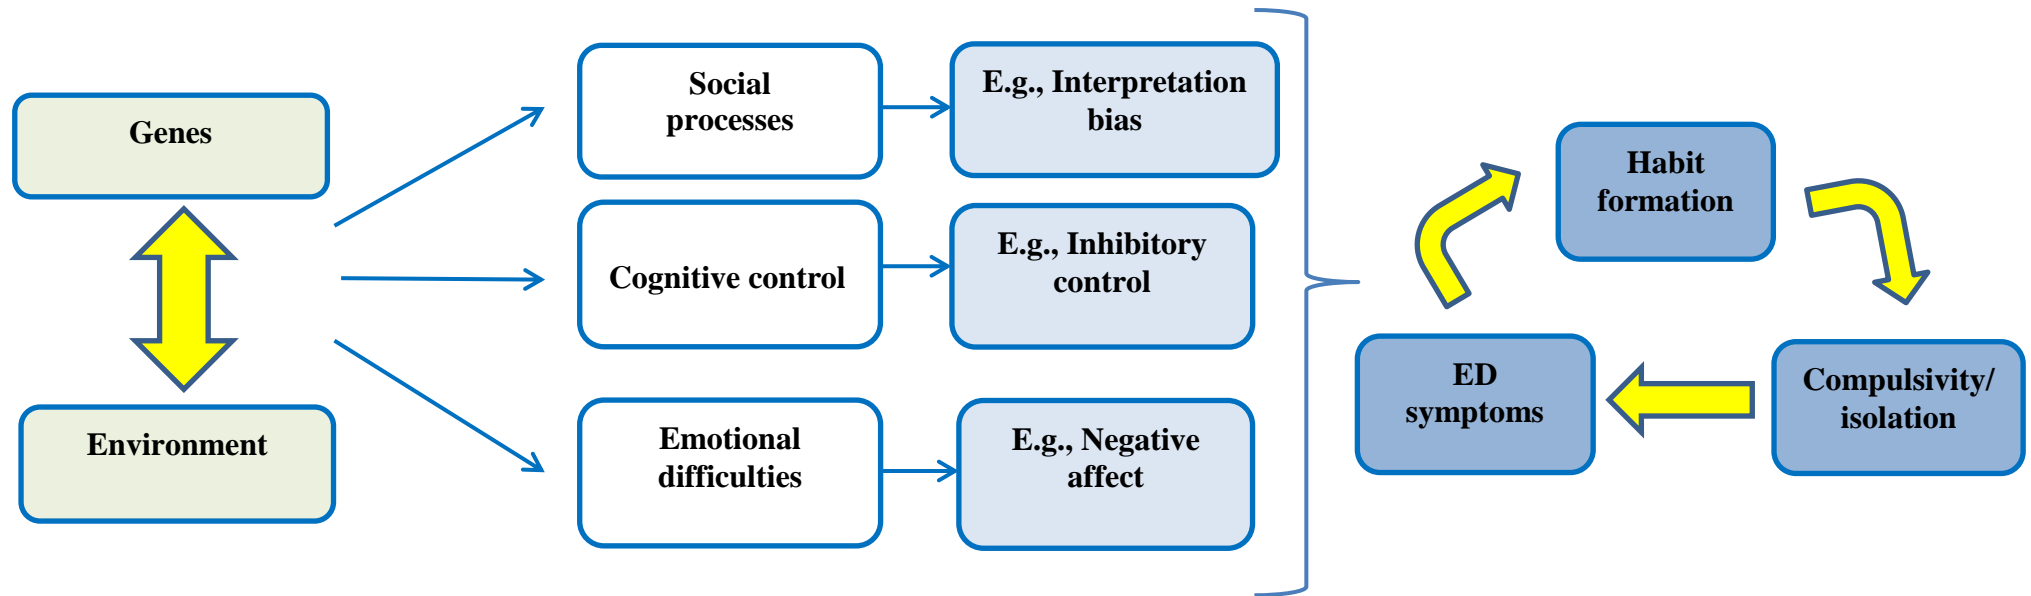 Genes
Environment
Social
processes
Cognitive control
Emotional
difficulties
E.g., Interpretation
bias
E.g., Inhibitory
control
E.g., Negative
affect
Habit
formation
Compulsivity/
isolation
ED
symptoms